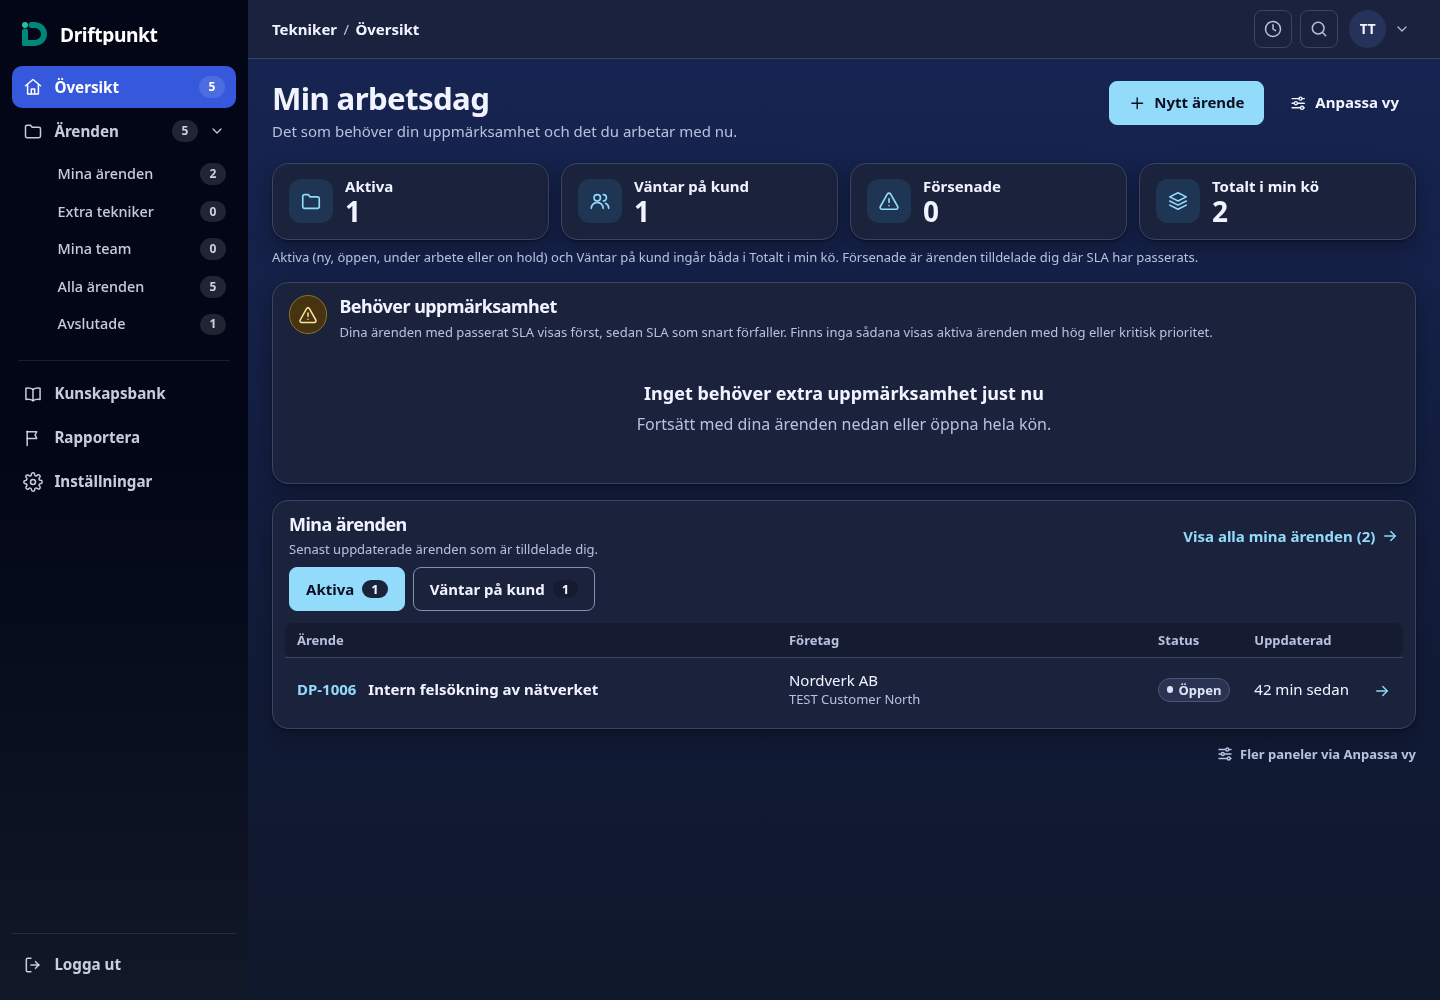 Driftpunkt
Översikt 5
Ärenden 5
Mina ärenden 2
Extra tekniker 0
Mina team 0
Alla ärenden 5
Avslutade 1
Kunskapsbank
Rapportera
Inställningar
Logga ut
Tekniker / Översikt
TT
Min arbetsdag
Det som behöver din uppmärksamhet och det du arbetar med nu.
Nytt ärende
Anpassa vy
Aktiva
1
Väntar på kund
1
Försenade
0
Totalt i min kö
2
Aktiva (ny, öppen, under arbete eller on hold) och Väntar på kund ingår båda i Totalt i min kö. Försenade är ärenden tilldelade dig där SLA har passerats.
Behöver uppmärksamhet
Dina ärenden med passerat SLA visas först, sedan SLA som snart förfaller. Finns inga sådana visas aktiva ärenden med hög eller kritisk prioritet.
Inget behöver extra uppmärksamhet just nu
Fortsätt med dina ärenden nedan eller öppna hela kön.
Mina ärenden
Senast uppdaterade ärenden som är tilldelade dig.
Visa alla mina ärenden (2)
Aktiva 1
Väntar på kund 1
Ärende Företag Status Uppdaterad
DP-1006 Intern felsökning av nätverket
Nordverk AB
TEST Customer North
Öppen
42 min sedan
Fler paneler via Anpassa vy